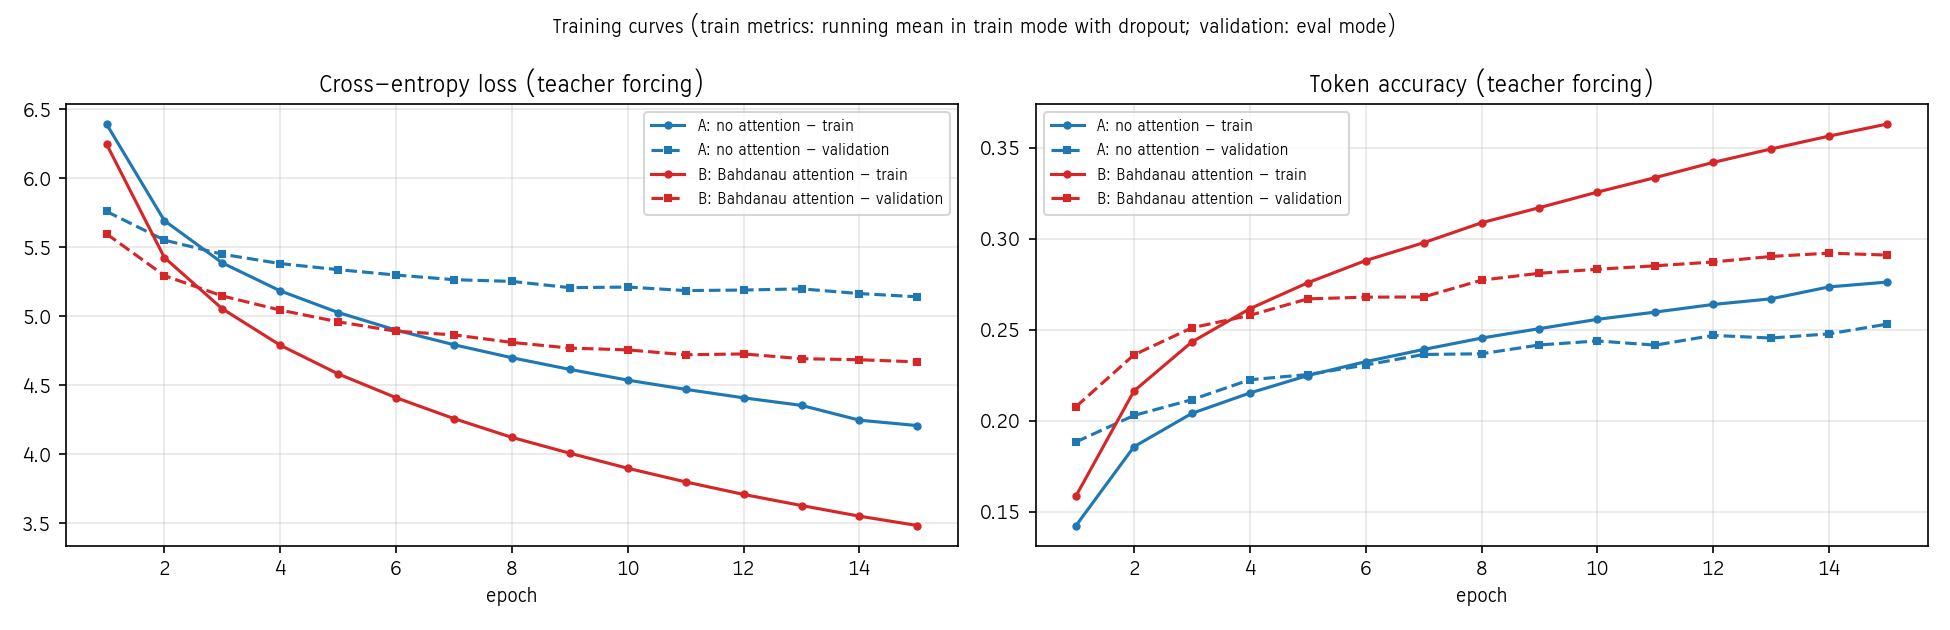 Training curves (train metrics: running mean in train mode with dropout; validation: eval mode)
Cross-entropy loss (teacher forcing)
6.5
6.0
5.5
5.0
4.5
4.0
3.5
A: no attention – train
A: no attention – validation
B: Bahdanau attention – train
B: Bahdanau attention – validation
2 4 6 8 10 12 14
epoch
Token accuracy (teacher forcing)
0.35
0.30
0.25
0.20
0.15
A: no attention – train
A: no attention – validation
B: Bahdanau attention – train
B: Bahdanau attention – validation
2 4 6 8 10 12 14
epoch